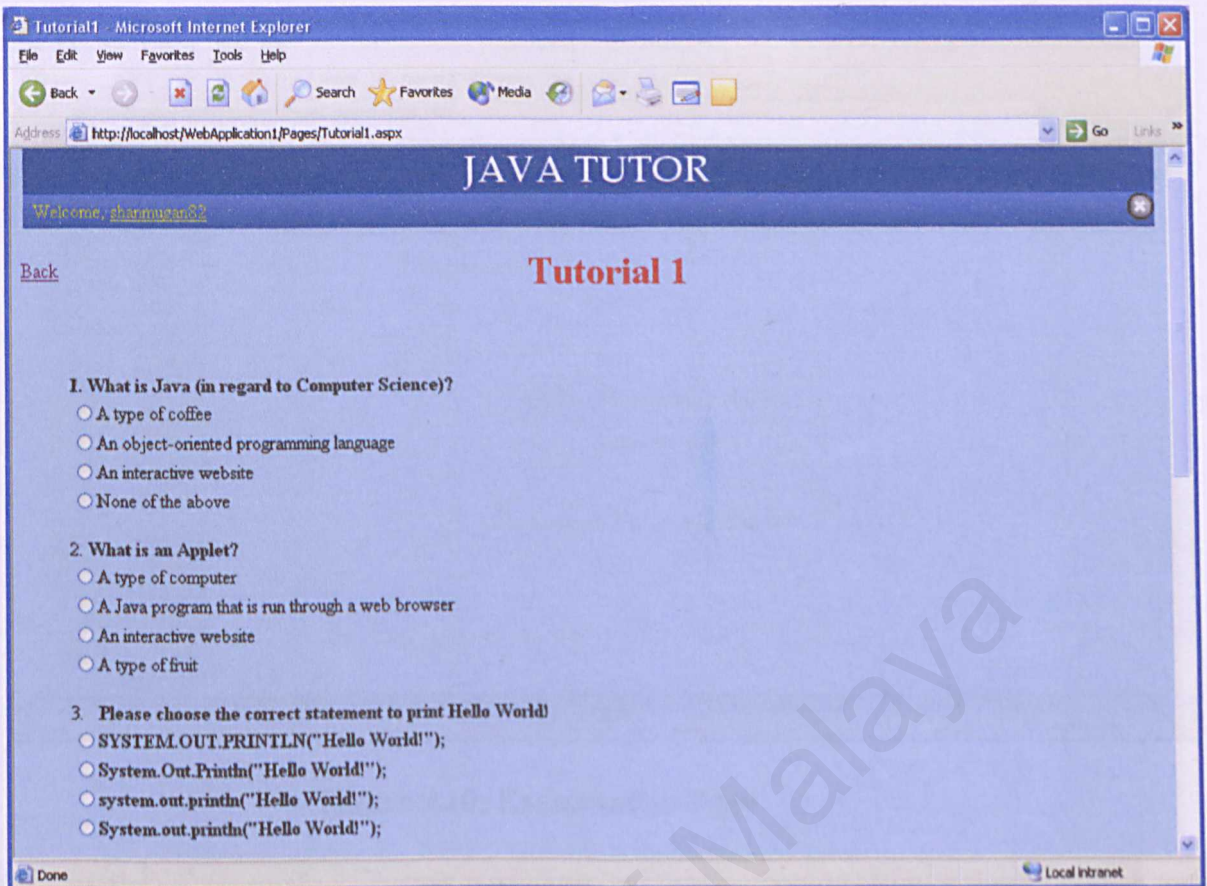 Tutorial1 - Microsoft Internet Explorer
File Edit View Favorites Tools Help
Back Search Favorites Media
Address http://localhost/WebApplication1/Pages/Tutorial1.aspx Go Links »
JAVA TUTOR
Welcome, shanmugan82
Back
Tutorial 1
1. What is Java (in regard to Computer Science)?
A type of coffee
An object-oriented programming language
An interactive website
None of the above
2. What is an Applet?
A type of computer
A Java program that is run through a web browser
An interactive website
A type of fruit
3. Please choose the correct statement to print Hello World!
SYSTEM.OUT.PRINTLN("Hello World!");
System.Out.Println("Hello World!");
system.out.println("Hello World!");
System.out.println("Hello World!");
Done Local intranet
Malaya